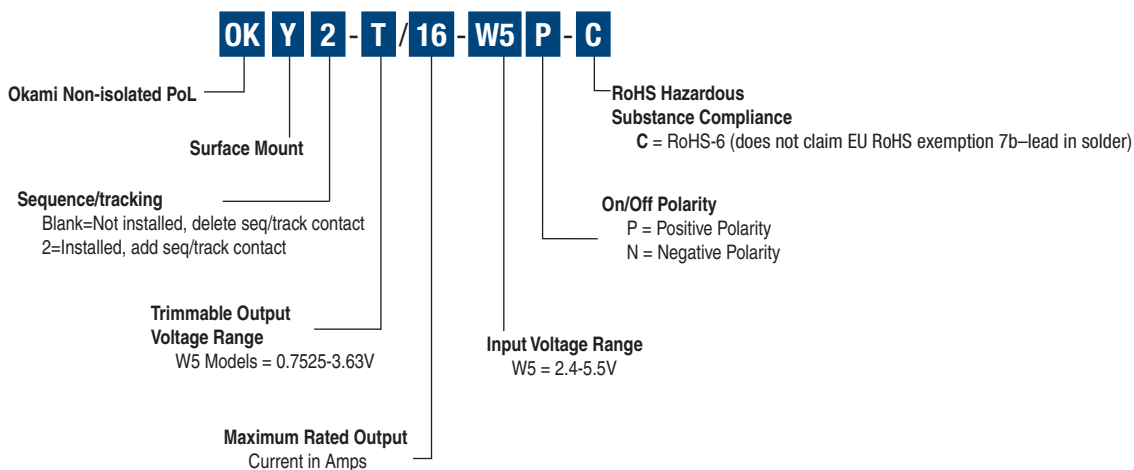 OK Y 2 - T / 16 - W5 P - C
Okami Non-isolated PoL
RoHS Hazardous
Substance Compliance
C = RoHS-6 (does not claim EU RoHS exemption 7b–lead in solder)
Surface Mount
Sequence/tracking
Blank=Not installed, delete seq/track contact
2=Installed, add seq/track contact
On/Off Polarity
P = Positive Polarity
N = Negative Polarity
Trimmable Output
Voltage Range
W5 Models = 0.7525-3.63V
Input Voltage Range
W5 = 2.4-5.5V
Maximum Rated Output
Current in Amps